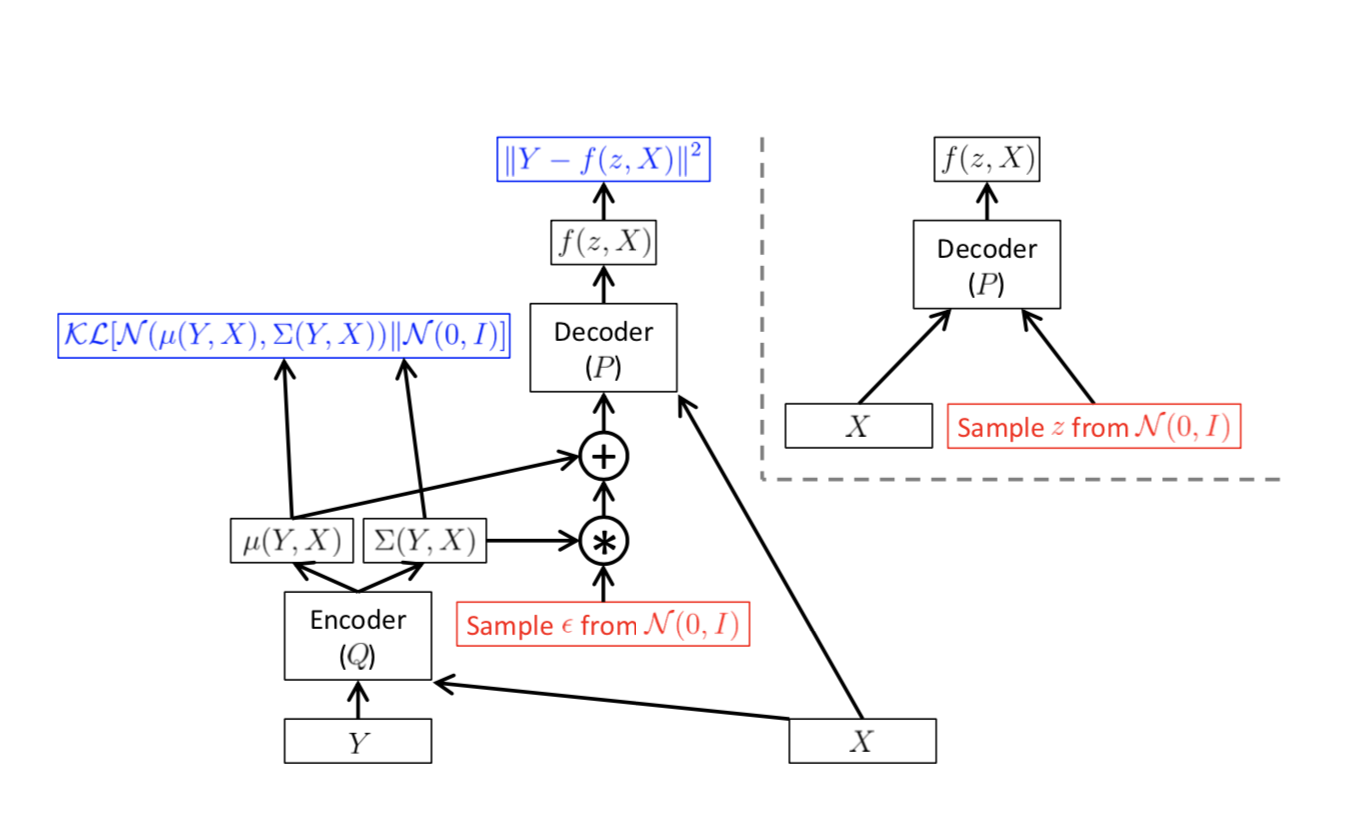 ‖Y − f(z, X)‖²
f(z, X)
Decoder
(P)
𝒦ℒ[𝒩(μ(Y, X), Σ(Y, X))‖𝒩(0, I)]
+
μ(Y, X)
Σ(Y, X)
*
Encoder
(Q)
Sample ϵ from 𝒩(0, I)
Y
X
f(z, X)
Decoder
(P)
X
Sample z from 𝒩(0, I)